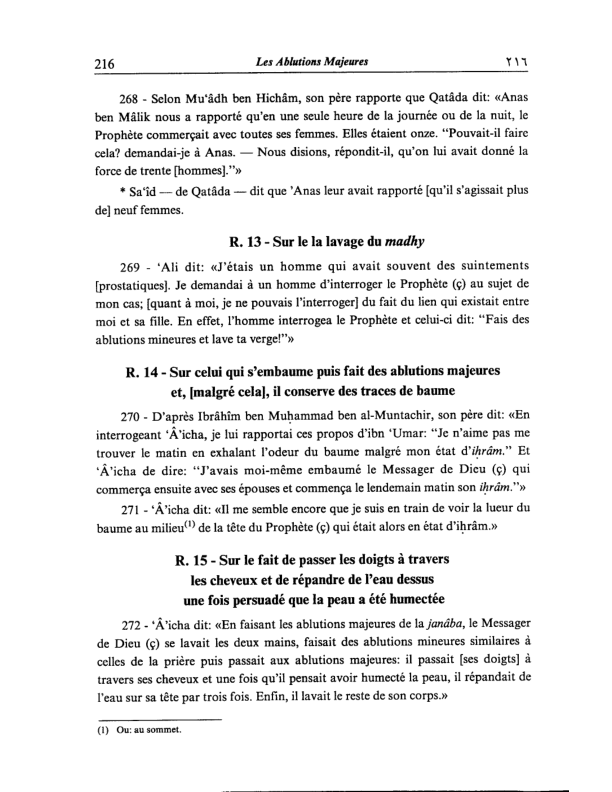 216 Les Ablutions Majeures ٢١٦
268 - Selon Mu‘âdh ben Hichâm, son père rapporte que Qatâda dit: «Anas
ben Mâlik nous a rapporté qu'en une seule heure de la journée ou de la nuit, le
Prophète commerçait avec toutes ses femmes. Elles étaient onze. “Pouvait-il faire
cela? demandai-je à Anas. — Nous disions, répondit-il, qu'on lui avait donné la
force de trente [hommes].”»
* Sa‘îd — de Qatâda — dit que ’Anas leur avait rapporté [qu'il s'agissait plus
de] neuf femmes.
R. 13 - Sur le la lavage du madhy
269 - ‘Ali dit: «J'étais un homme qui avait souvent des suintements
[prostatiques]. Je demandai à un homme d'interroger le Prophète (ç) au sujet de
mon cas; [quant à moi, je ne pouvais l'interroger] du fait du lien qui existait entre
moi et sa fille. En effet, l'homme interrogea le Prophète et celui-ci dit: “Fais des
ablutions mineures et lave ta verge!”»
R. 14 - Sur celui qui s'embaume puis fait des ablutions majeures
et, [malgré cela], il conserve des traces de baume
270 - D'après Ibrâhîm ben Muḥammad ben al-Muntachir, son père dit: «En
interrogeant ‘Â’icha, je lui rapportai ces propos d'ibn ‘Umar: “Je n'aime pas me
trouver le matin en exhalant l'odeur du baume malgré mon état d'iḥrâm.” Et
‘Â’icha de dire: “J'avais moi-même embaumé le Messager de Dieu (ç) qui
commerça ensuite avec ses épouses et commença le lendemain matin son iḥrâm.”»
271 - ‘Â’icha dit: «Il me semble encore que je suis en train de voir la lueur du
baume au milieu(1) de la tête du Prophète (ç) qui était alors en état d'iḥrâm.»
R. 15 - Sur le fait de passer les doigts à travers
les cheveux et de répandre de l'eau dessus
une fois persuadé que la peau a été humectée
272 - ‘Â’icha dit: «En faisant les ablutions majeures de la janâba, le Messager
de Dieu (ç) se lavait les deux mains, faisait des ablutions mineures similaires à
celles de la prière puis passait aux ablutions majeures: il passait [ses doigts] à
travers ses cheveux et une fois qu'il pensait avoir humecté la peau, il répandait de
l'eau sur sa tête par trois fois. Enfin, il lavait le reste de son corps.»
(1) Ou: au sommet.